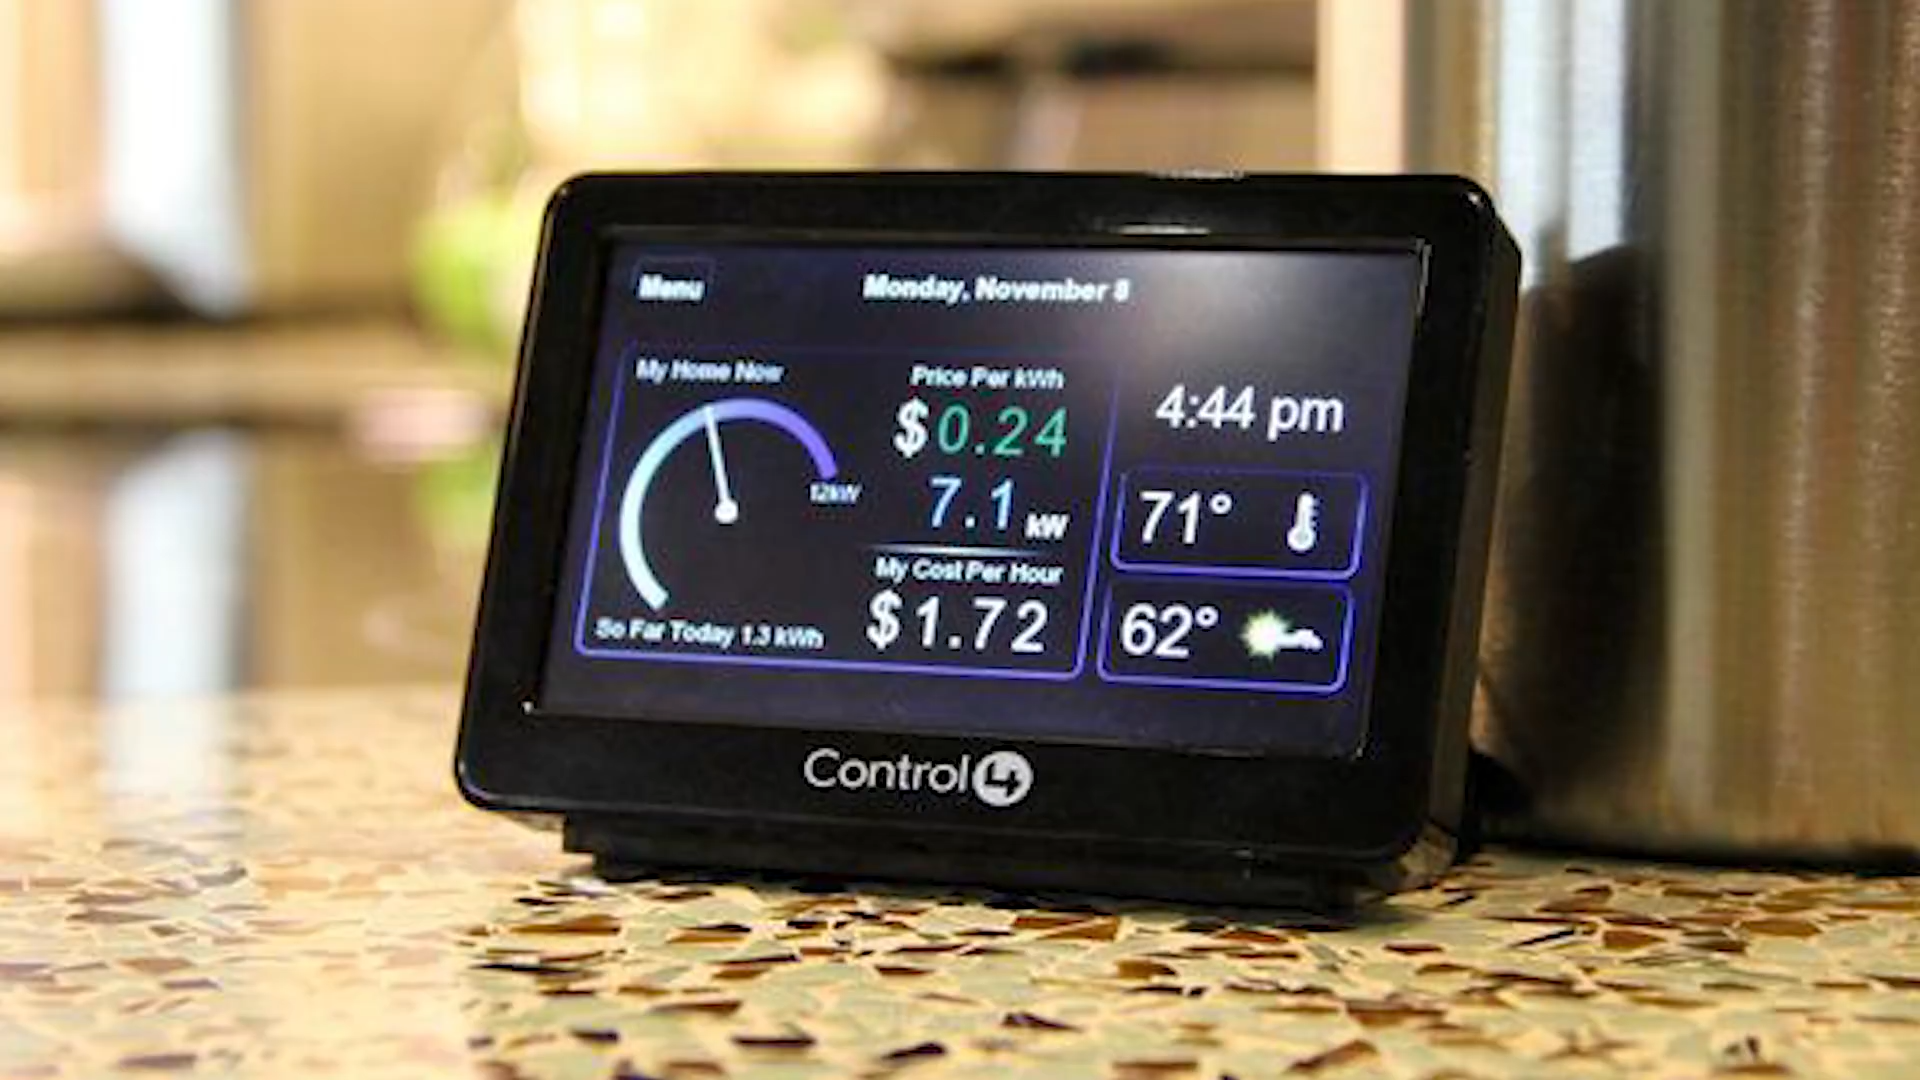 Menu
Monday, November 8
My Home Now
12kW
So Far Today 1.3 kWh
Price Per kWh
$0.24
7.1 kW
My Cost Per Hour
$1.72
4:44 pm
71°
62°
Control4